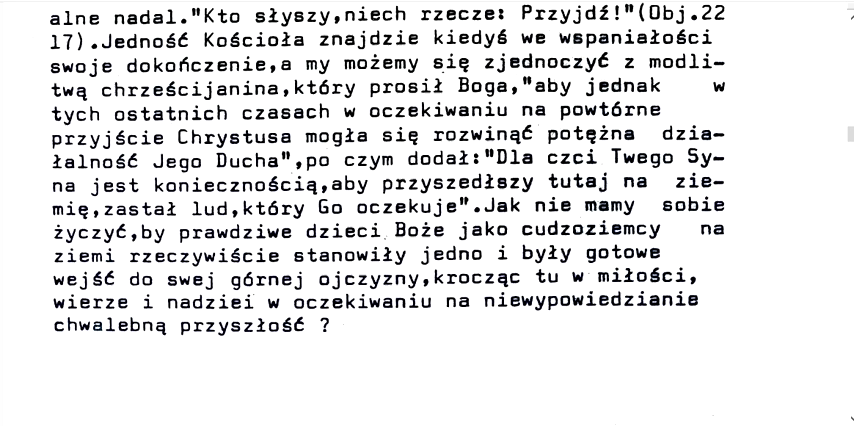 alne nadal."Kto słyszy,niech rzecze: Przyjdź!"(Obj.22
17).Jedność Kościoła znajdzie kiedyś we wspaniałości
swoje dokończenie,a my możemy się zjednoczyć z modli-
twą chrześcijanina,który prosił Boga,"aby jednak w
tych ostatnich czasach w oczekiwaniu na powtórne
przyjście Chrystusa mogła się rozwinąć potężna dzia-
łalność Jego Ducha",po czym dodał:"Dla czci Twego Sy-
na jest koniecznością,aby przyszedłszy tutaj na zie-
mię,zastał lud,który Go oczekuje".Jak nie mamy sobie
życzyć,by prawdziwe dzieci Boże jako cudzoziemcy na
ziemi rzeczywiście stanowiły jedno i były gotowe
wejść do swej górnej ojczyzny,krocząc tu w miłości,
wierze i nadziei w oczekiwaniu na niewypowiedzianie
chwalebną przyszłość ?